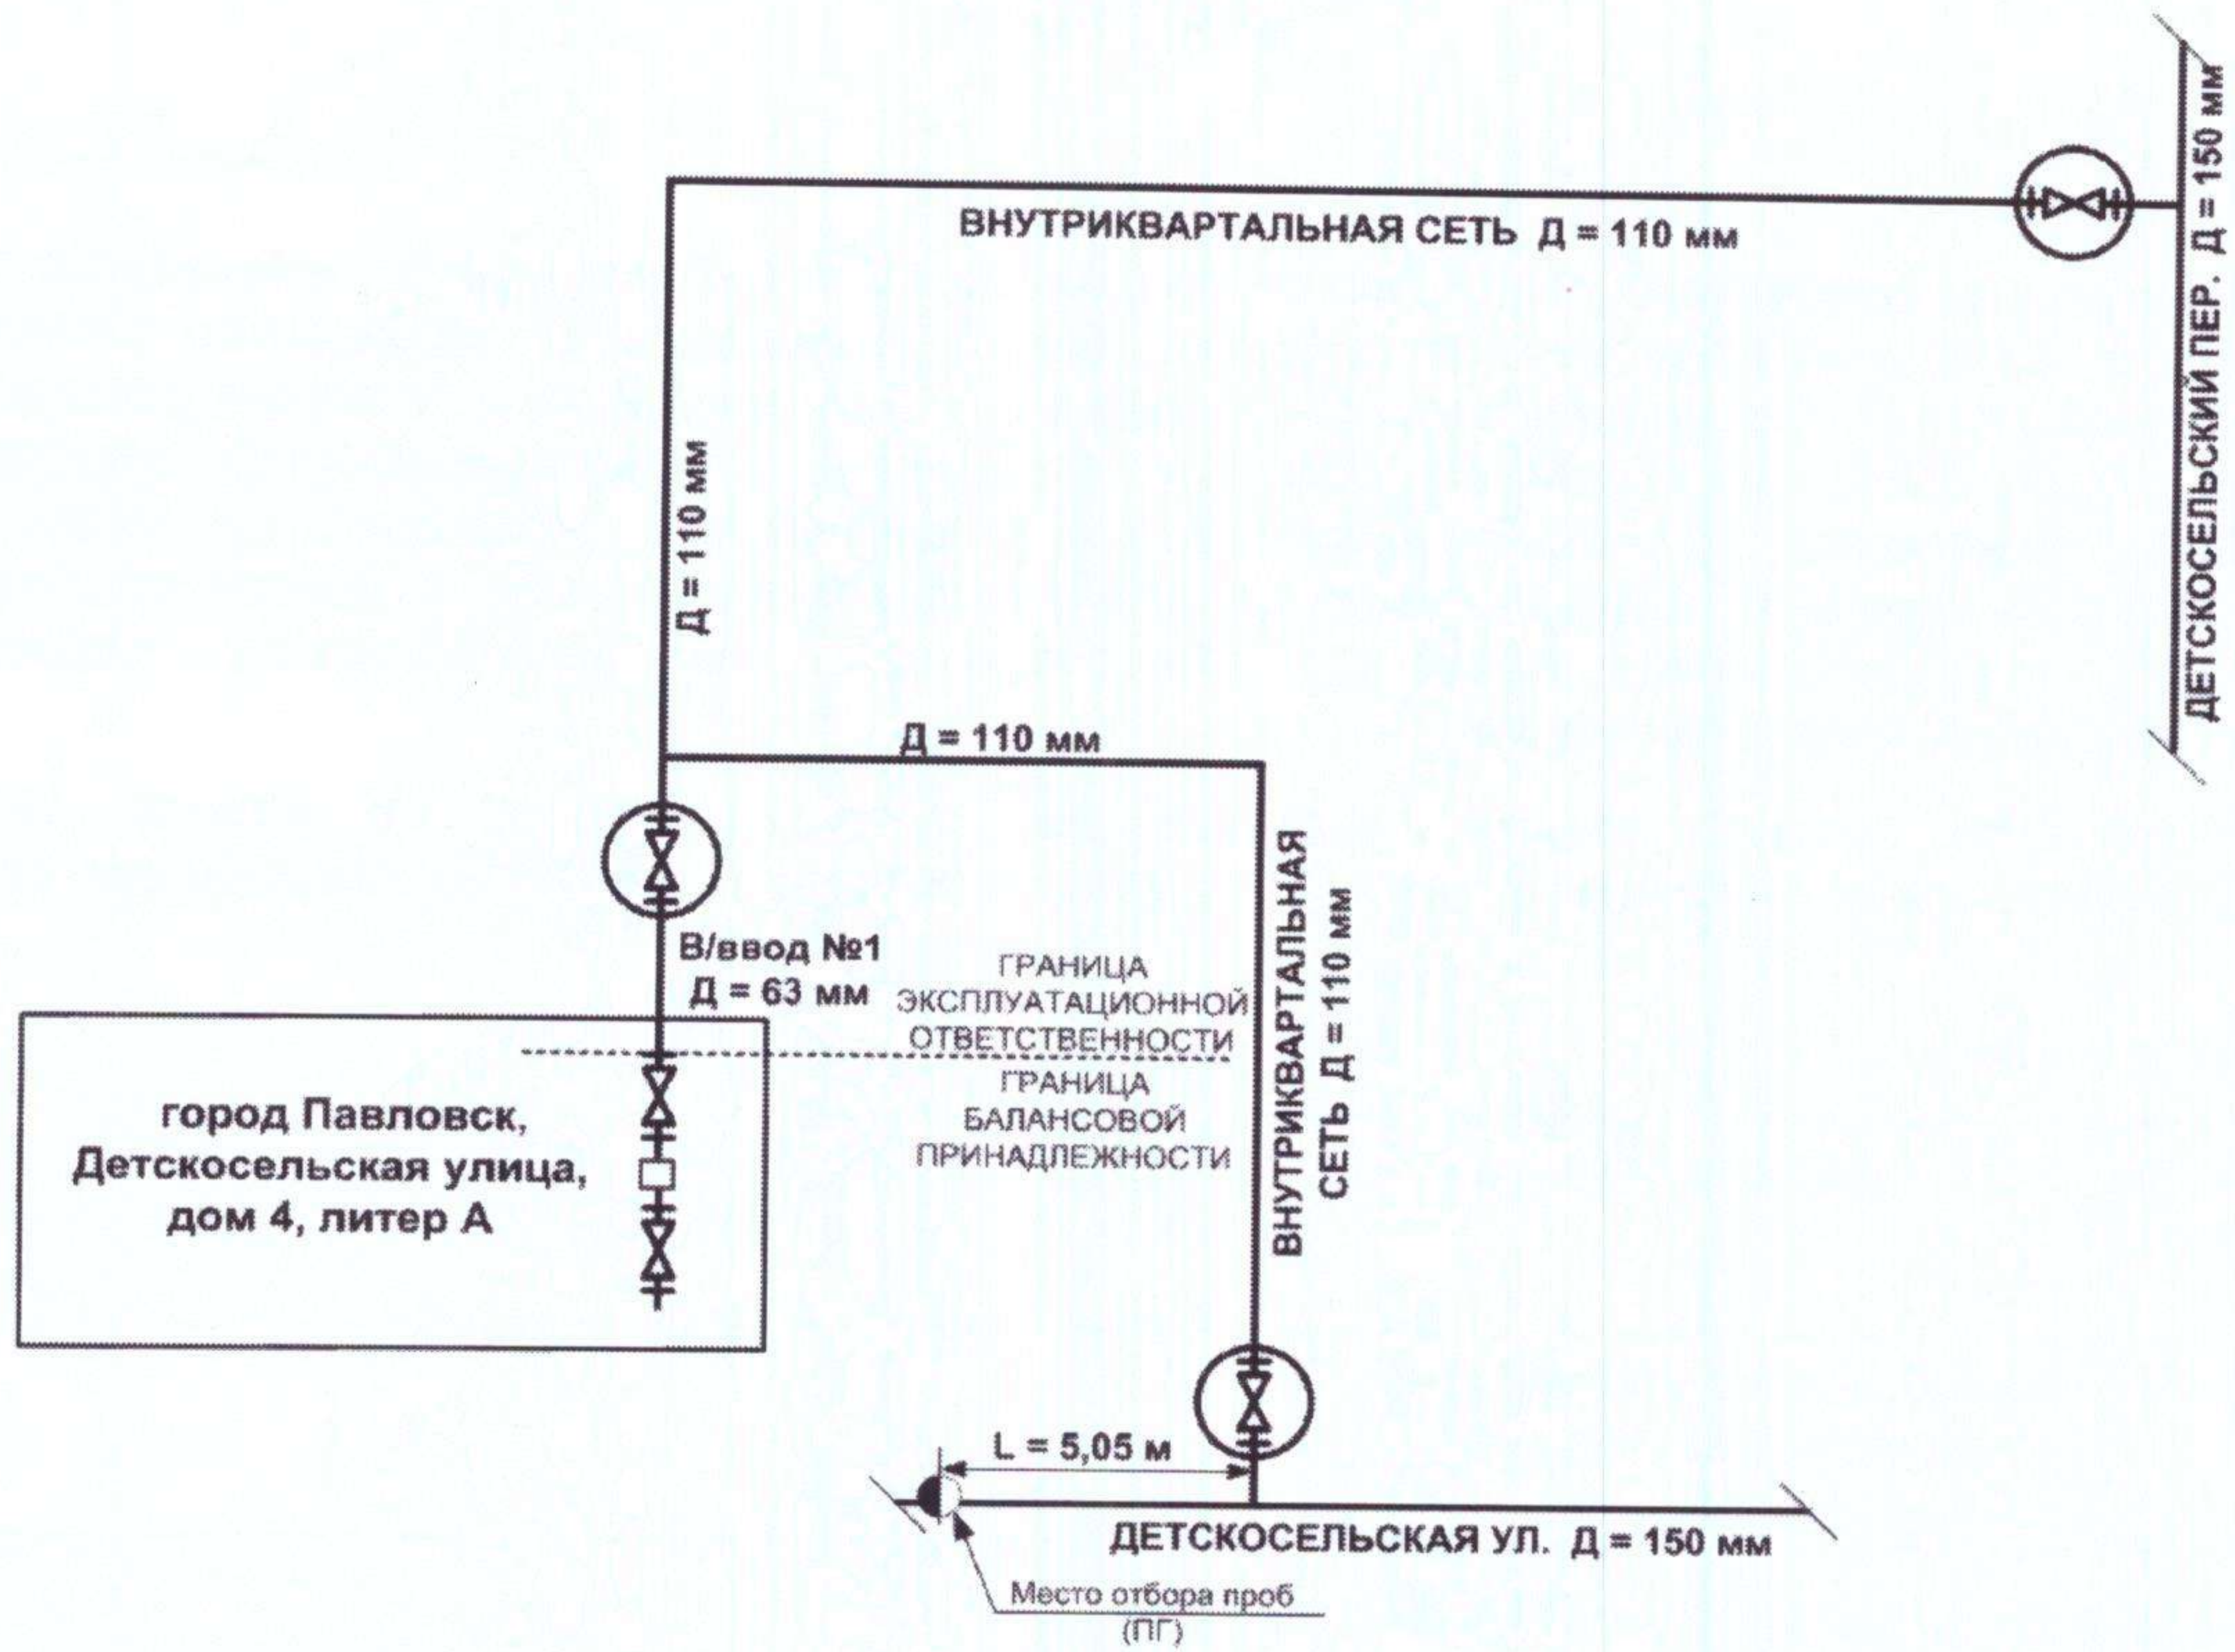 ВНУТРИКВАРТАЛЬНАЯ СЕТЬ Д = 110 мм
ДЕТСКОСЕЛЬСКИЙ ПЕР. Д = 150 мм
Д = 110 мм
Д = 110 мм
В/ввод №1
Д = 63 мм
ГРАНИЦА
ЭКСПЛУАТАЦИОННОЙ
ОТВЕТСТВЕННОСТИ
ГРАНИЦА
БАЛАНСОВОЙ
ПРИНАДЛЕЖНОСТИ
ВНУТРИКВАРТАЛЬНАЯ
СЕТЬ Д = 110 мм
город Павловск,
Детскосельская улица,
дом 4, литер А
L = 5,05 м
ДЕТСКОСЕЛЬСКАЯ УЛ. Д = 150 мм
Место отбора проб
(ПГ)